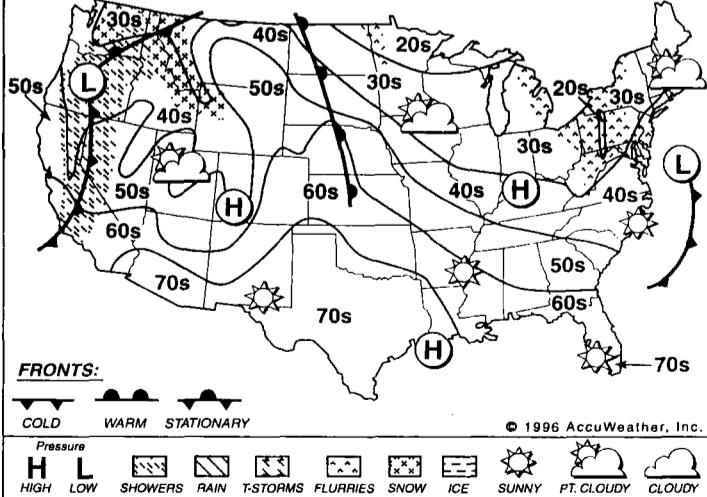 30s
40s
20s
L
50s
50s
30s
20s
30s
40s
30s
L
50s
60s
40s
H
40s
H
60s
50s
70s
60s
70s
H
70s
FRONTS:
COLD WARM STATIONARY
© 1996 AccuWeather, Inc.
Pressure
H L
HIGH LOW SHOWERS RAIN T-STORMS FLURRIES SNOW ICE SUNNY PT. CLOUDY CLOUDY